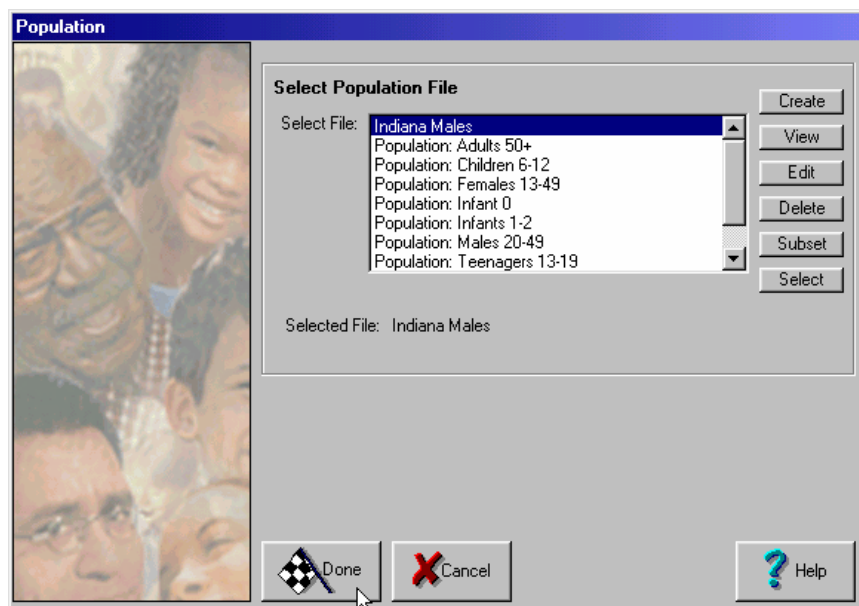 Population
Select Population File
Select File:
Indiana Males
Population: Adults 50+
Population: Children 6-12
Population: Females 13-49
Population: Infant 0
Population: Infants 1-2
Population: Males 20-49
Population: Teenagers 13-19
Create
View
Edit
Delete
Subset
Select
Selected File: Indiana Males
Done
Cancel
? Help